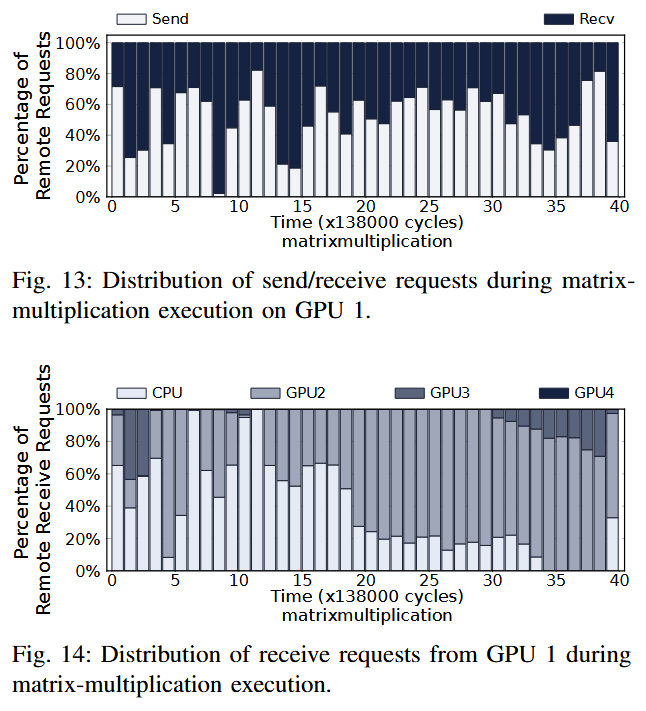 Send Recv
Percentage of
Remote Requests
100%
80%
60%
40%
20%
0%
0 5 10 15 20 25 30 35 40
Time (x138000 cycles)
matrixmultiplication
Fig. 13: Distribution of send/receive requests during matrix-
multiplication execution on GPU 1.
CPU GPU2 GPU3 GPU4
Percentage of
Remote Receive Requests
100%
80%
60%
40%
20%
0%
0 5 10 15 20 25 30 35 40
Time (x138000 cycles)
matrixmultiplication
Fig. 14: Distribution of receive requests from GPU 1 during
matrix-multiplication execution.